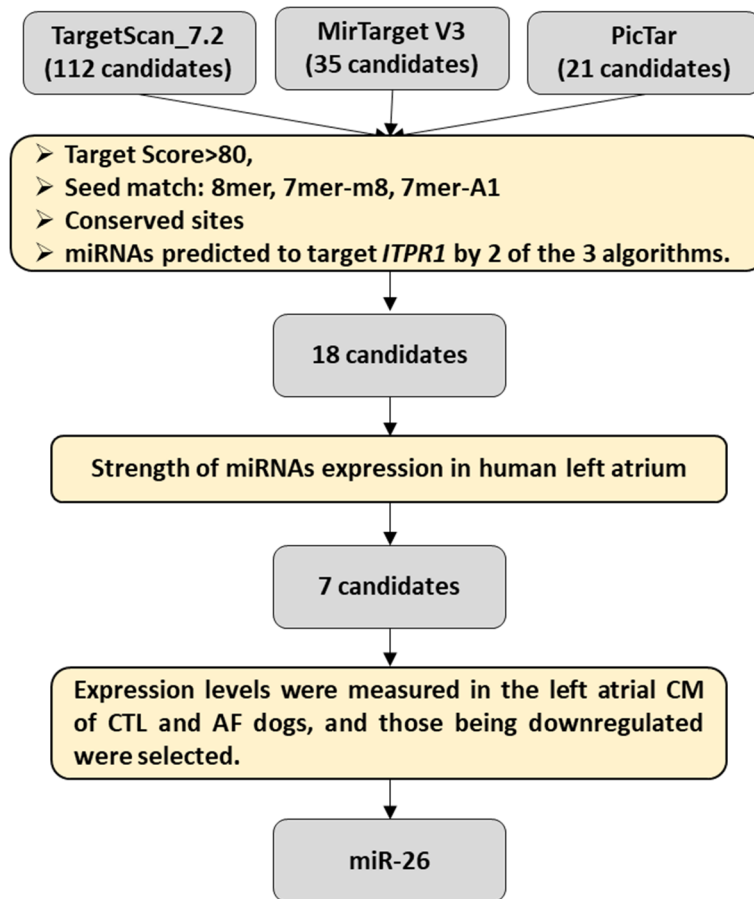 TargetScan_7.2
(112 candidates)
MirTarget V3
(35 candidates)
PicTar
(21 candidates)
➢ Target Score>80,
➢ Seed match: 8mer, 7mer-m8, 7mer-A1
➢ Conserved sites
➢ miRNAs predicted to target ITPR1 by 2 of the 3 algorithms.
18 candidates
Strength of miRNAs expression in human left atrium
7 candidates
Expression levels were measured in the left atrial CM
of CTL and AF dogs, and those being downregulated
were selected.
miR-26